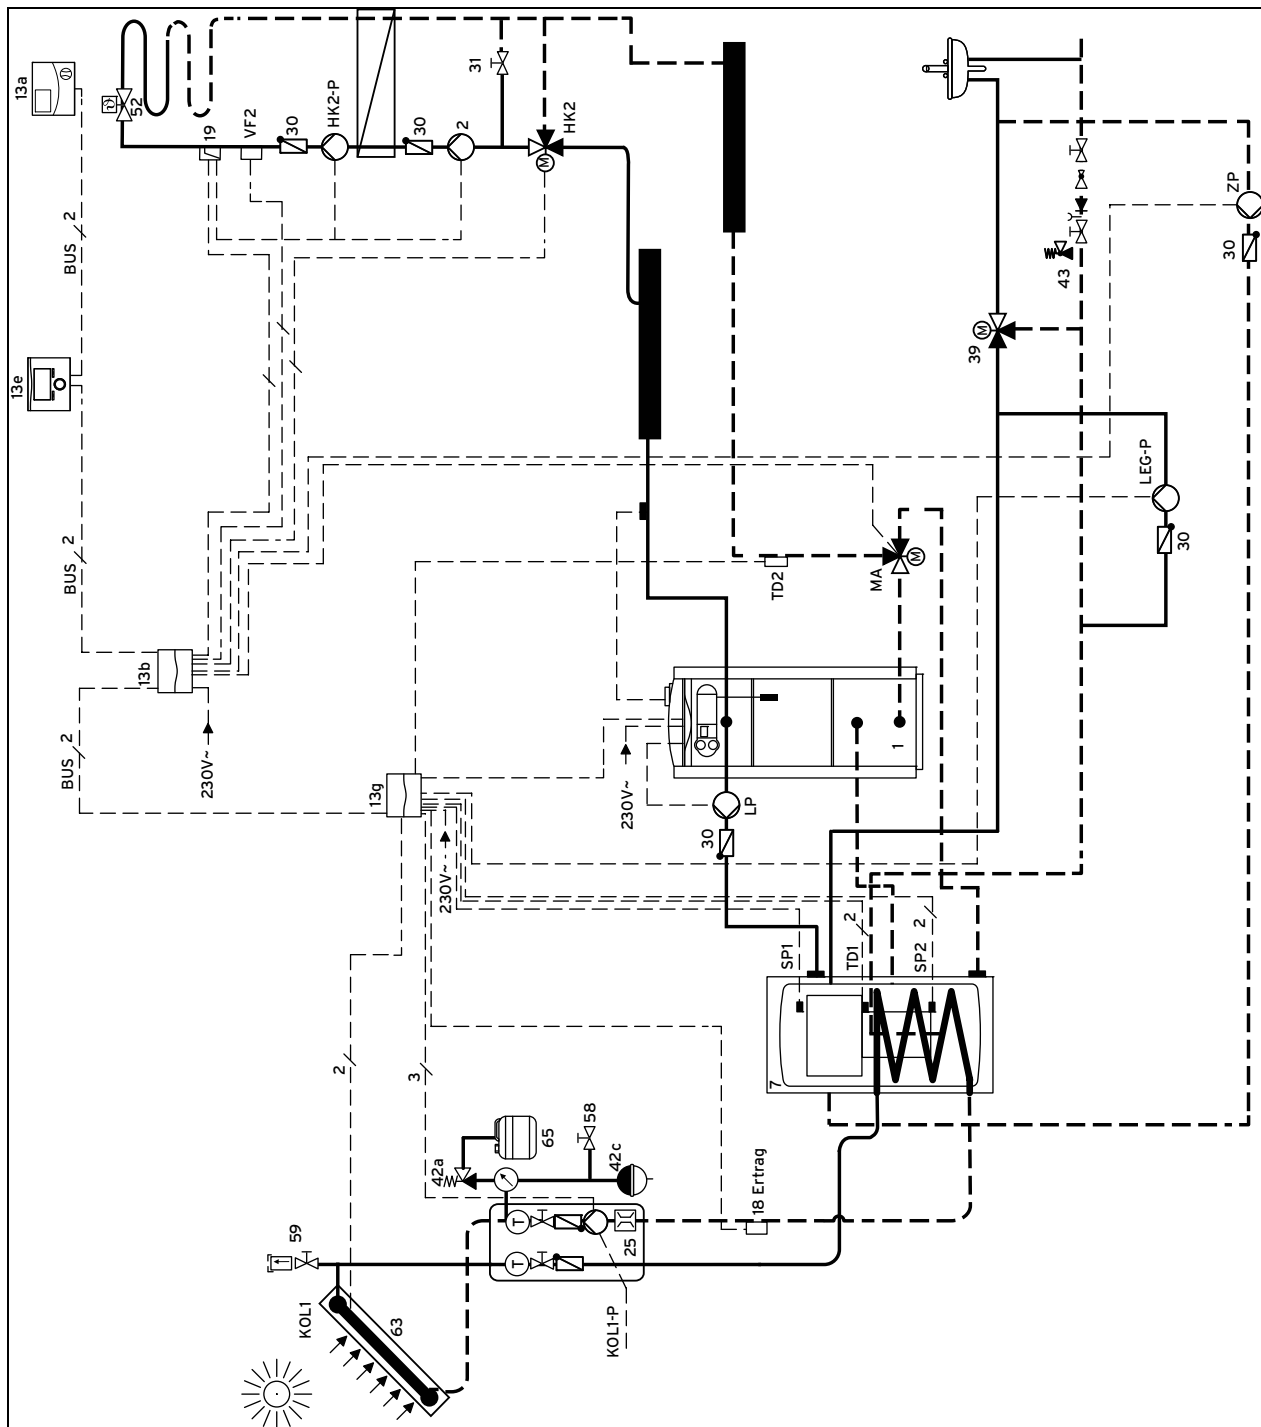 13a
52
19
VF2
30
HK2-P
30
2
31
HK2
M
BUS 2
13e
BUS 2
13b
BUS 2
230V~
43
ZP
30
39
M
LEG-P
30
TD2
MA
M
1
13g
230V~
LP
30
230V~
SP1
TD1
2
SP2
2
7
2
3
42a
65
58
42c
18 Ertrag
59
T
T
25
KOL1
63
KOL1-P